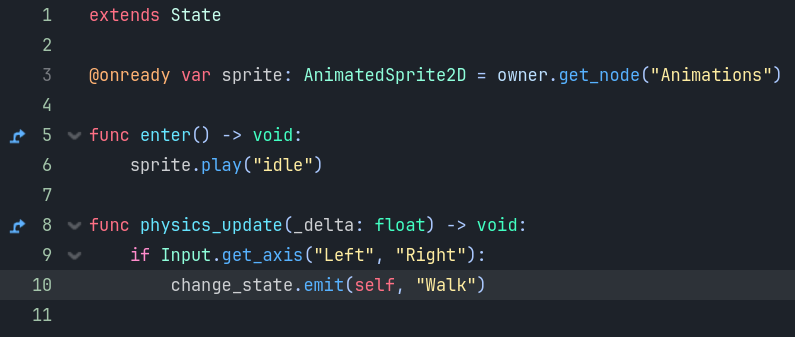 1 extends State
2
3 @onready var sprite: AnimatedSprite2D = owner.get_node("Animations")
4
5 func enter() -> void:
6     sprite.play("idle")
7
8 func physics_update(_delta: float) -> void:
9     if Input.get_axis("Left", "Right"):
10         change_state.emit(self, "Walk")
11